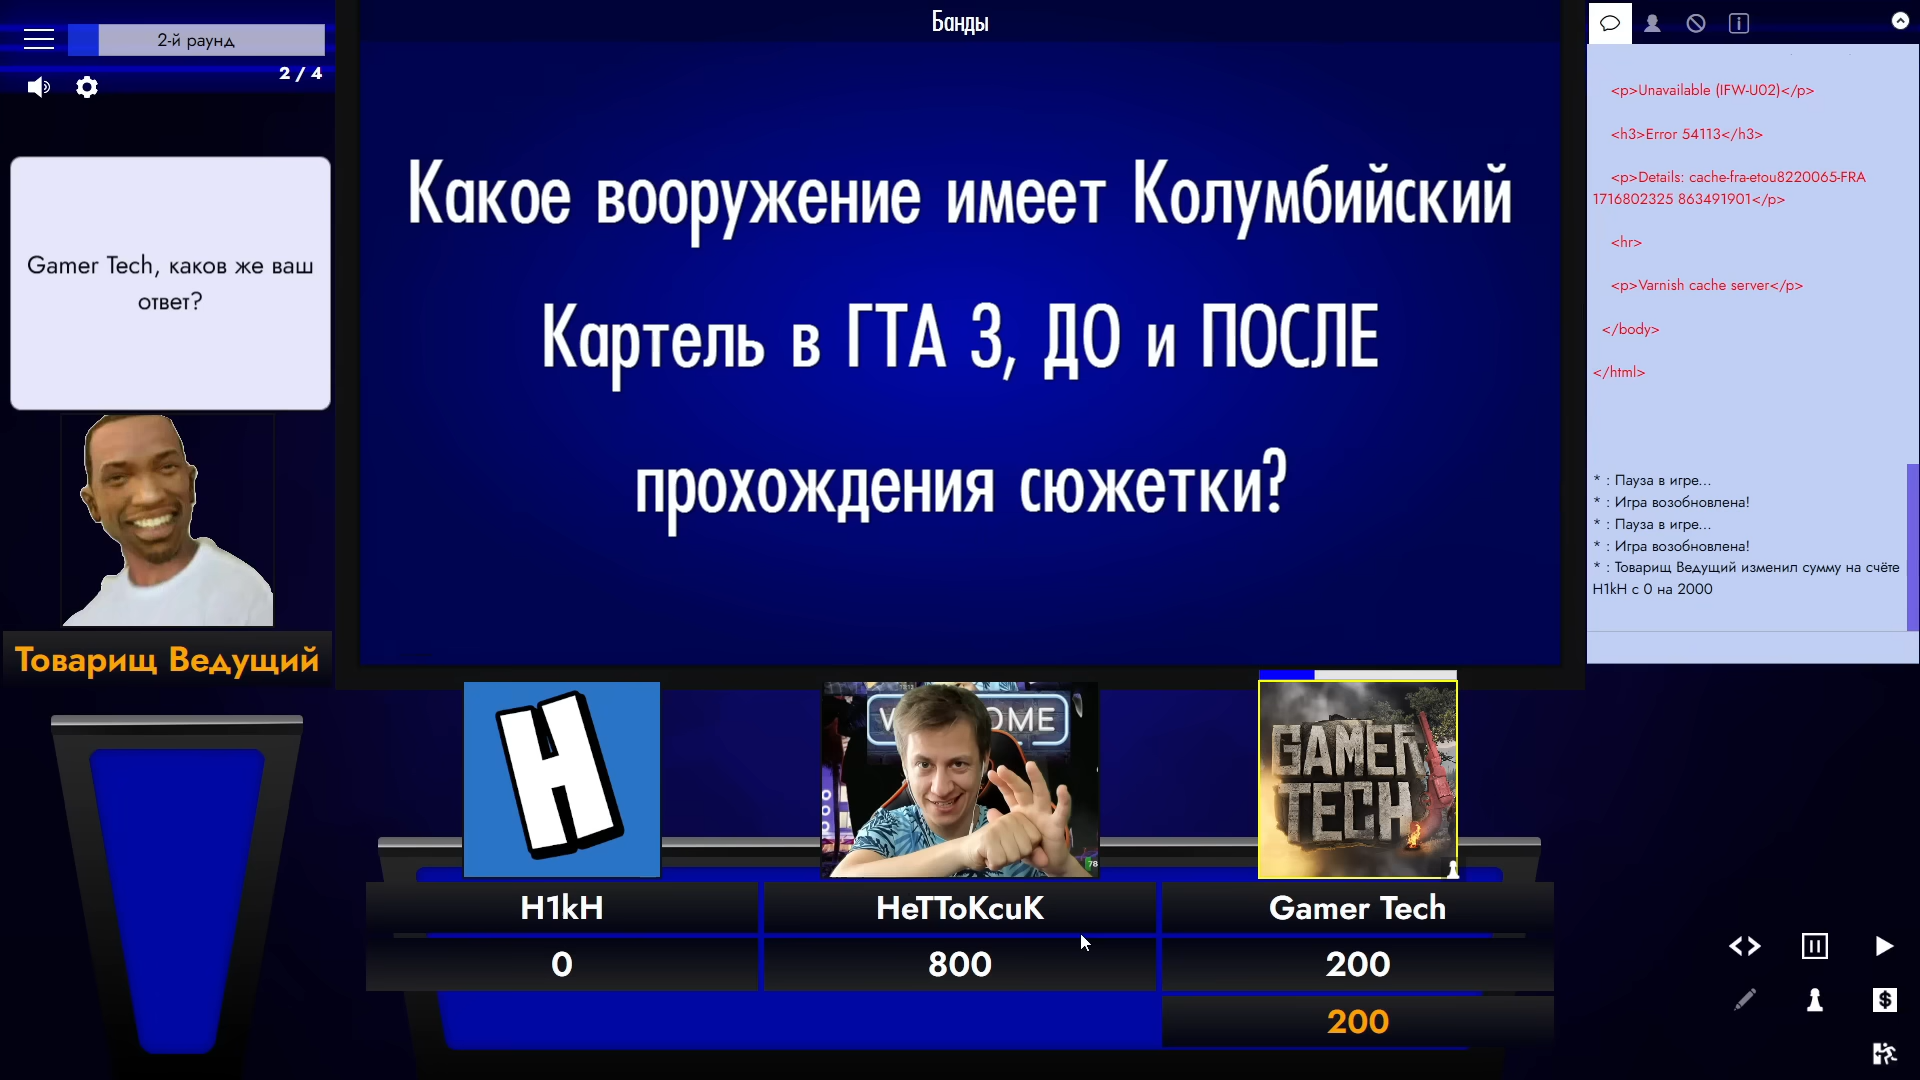 2-й раунд
2 / 4
Gamer Tech, каков же ваш
ответ?
Товарищ Ведущий
Банды
Какое вооружение имеет Колумбийский
Картель в ГТА 3, ДО и ПОСЛЕ
прохождения сюжетки?
<p>Unavailable (IFW-U02)</p>
<h3>Error 54113</h3>
<p>Details: cache-fra-etou8220065-FRA
1716802325 863491901</p>
<hr>
<p>Varnish cache server</p>
</body>
</html>
* : Пауза в игре...
* : Игра возобновлена!
* : Пауза в игре...
* : Игра возобновлена!
* : Товарищ Ведущий изменил сумму на счёте
H1kH с 0 на 2000
H
GAMER
TECH
78
H1kH
HeTToKcuK
Gamer Tech
0
800
200
200